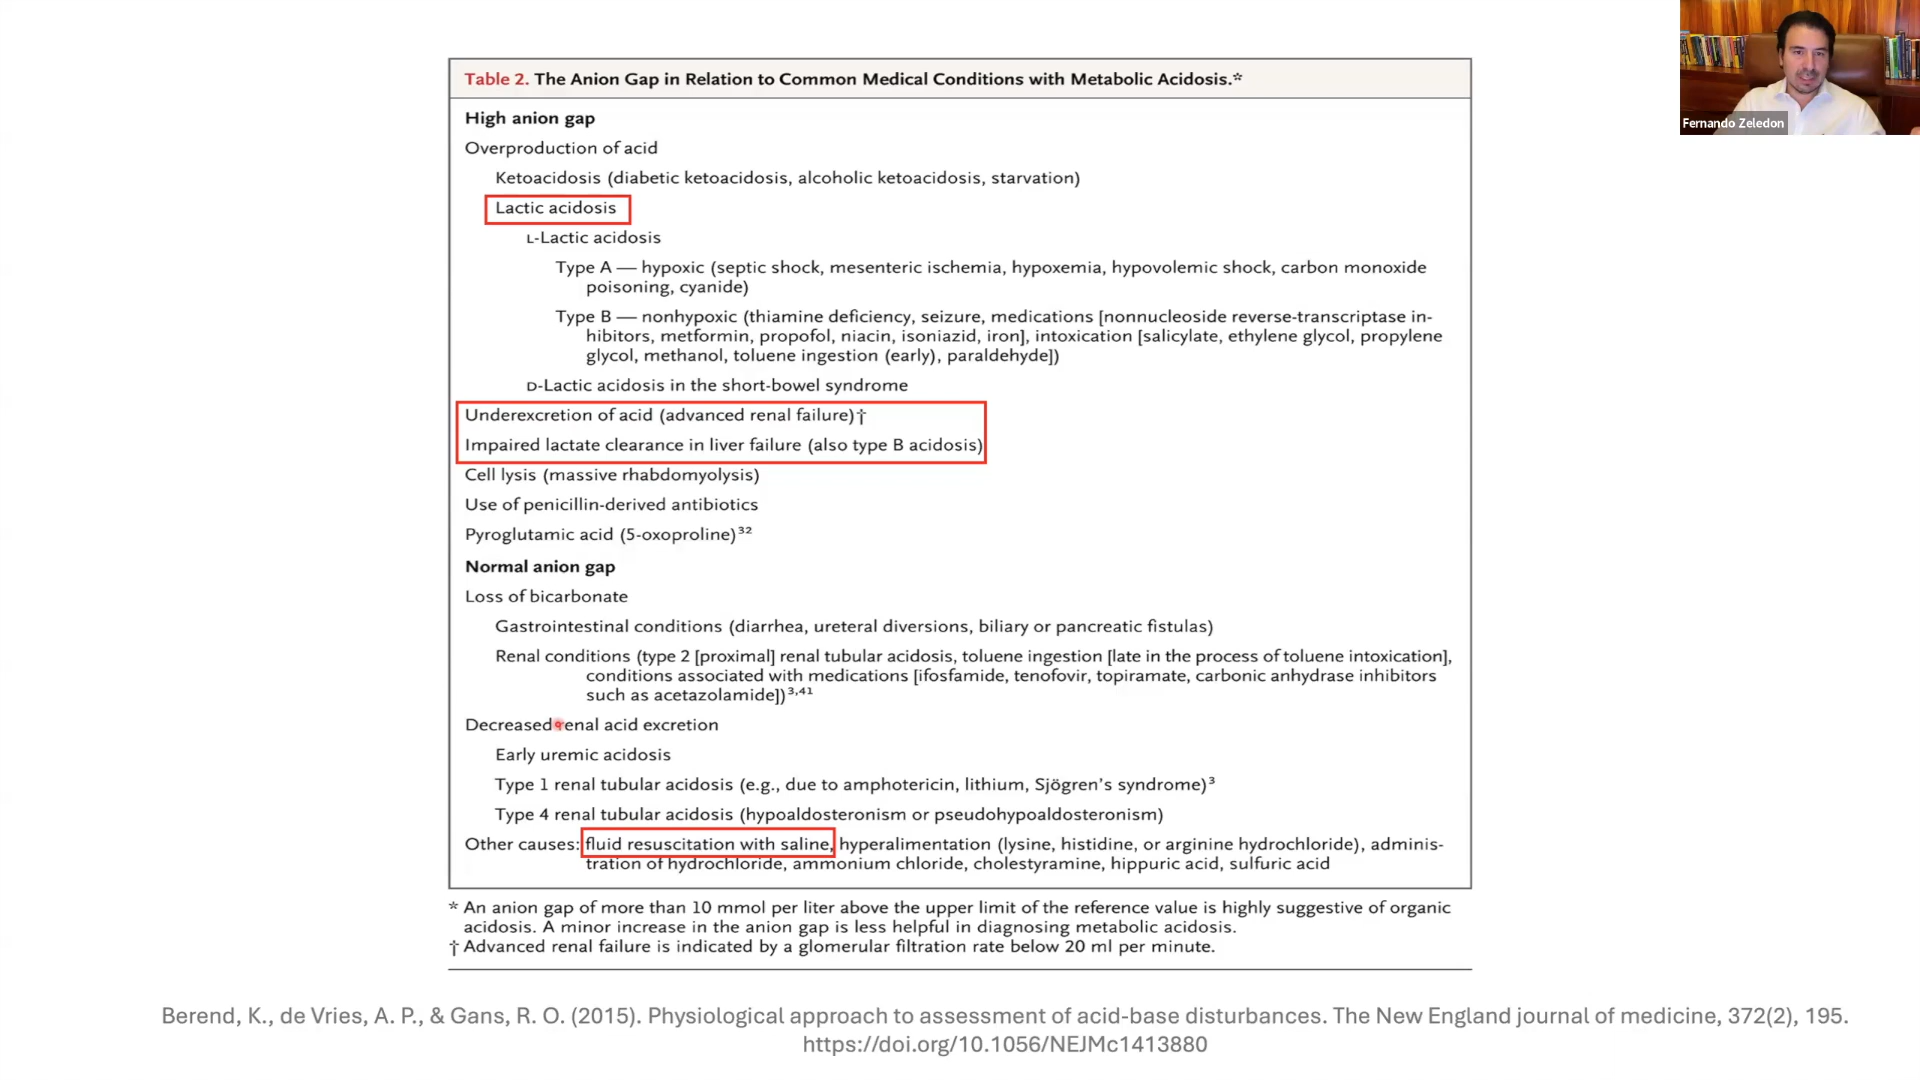 Fernando Zeledon
Table 2. The Anion Gap in Relation to Common Medical Conditions with Metabolic Acidosis.*
High anion gap
Overproduction of acid
Ketoacidosis (diabetic ketoacidosis, alcoholic ketoacidosis, starvation)
Lactic acidosis
L-Lactic acidosis
Type A — hypoxic (septic shock, mesenteric ischemia, hypoxemia, hypovolemic shock, carbon monoxide
poisoning, cyanide)
Type B — nonhypoxic (thiamine deficiency, seizure, medications [nonnucleoside reverse-transcriptase in-
hibitors, metformin, propofol, niacin, isoniazid, iron], intoxication [salicylate, ethylene glycol, propylene
glycol, methanol, toluene ingestion (early), paraldehyde])
D-Lactic acidosis in the short-bowel syndrome
Underexcretion of acid (advanced renal failure)†
Impaired lactate clearance in liver failure (also type B acidosis)
Cell lysis (massive rhabdomyolysis)
Use of penicillin-derived antibiotics
Pyroglutamic acid (5-oxoproline)³²
Normal anion gap
Loss of bicarbonate
Gastrointestinal conditions (diarrhea, ureteral diversions, biliary or pancreatic fistulas)
Renal conditions (type 2 [proximal] renal tubular acidosis, toluene ingestion [late in the process of toluene intoxication],
conditions associated with medications [ifosfamide, tenofovir, topiramate, carbonic anhydrase inhibitors
such as acetazolamide])³,⁴¹
Decreased renal acid excretion
Early uremic acidosis
Type 1 renal tubular acidosis (e.g., due to amphotericin, lithium, Sjögren's syndrome)³
Type 4 renal tubular acidosis (hypoaldosteronism or pseudohypoaldosteronism)
Other causes: fluid resuscitation with saline, hyperalimentation (lysine, histidine, or arginine hydrochloride), adminis-
tration of hydrochloride, ammonium chloride, cholestyramine, hippuric acid, sulfuric acid
* An anion gap of more than 10 mmol per liter above the upper limit of the reference value is highly suggestive of organic
acidosis. A minor increase in the anion gap is less helpful in diagnosing metabolic acidosis.
† Advanced renal failure is indicated by a glomerular filtration rate below 20 ml per minute.
Berend, K., de Vries, A. P., & Gans, R. O. (2015). Physiological approach to assessment of acid-base disturbances. The New England journal of medicine, 372(2), 195.
https://doi.org/10.1056/NEJMc1413880